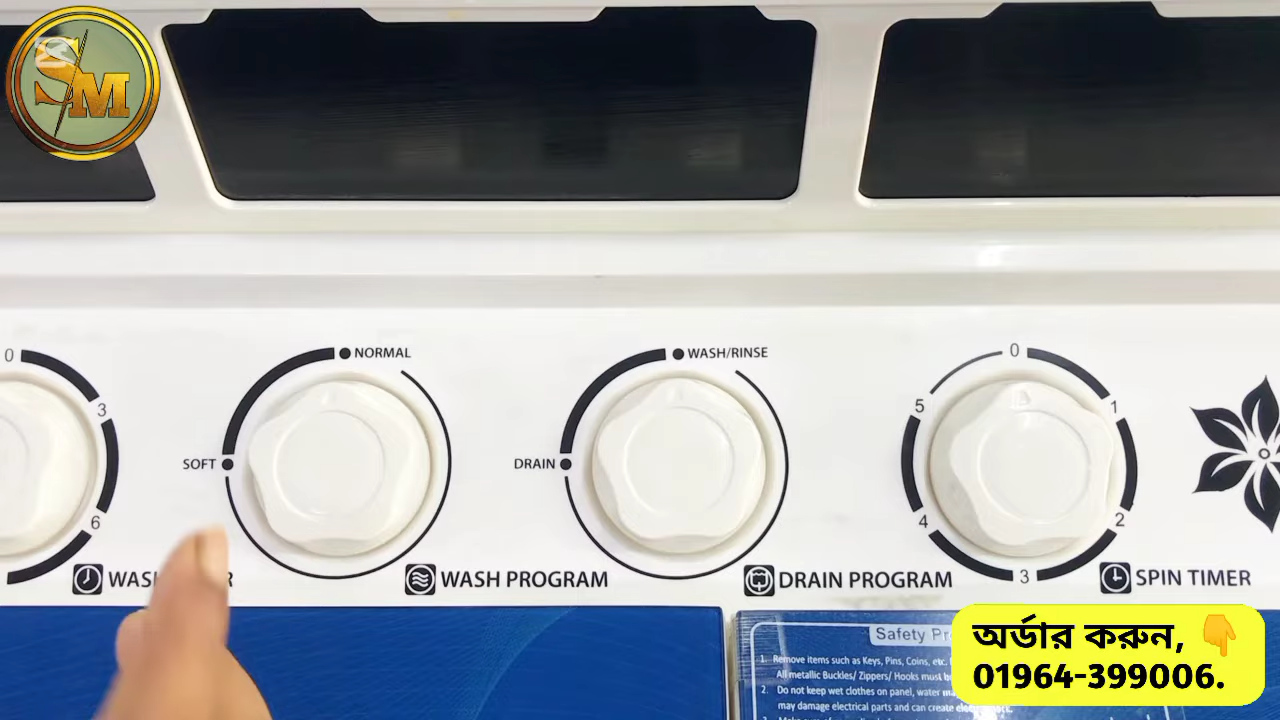 SM
0
3
6
WASH
NORMAL
SOFT
WASH PROGRAM
WASH/RINSE
DRAIN
DRAIN PROGRAM
0
1
2
3
4
5
SPIN TIMER
Safety
1. Remove items such as Keys, Pins, Coins, etc.
All metallic Buckles/ Zippers/ Hooks must
2. Do not keep wet clothes on panel, water
may damage electrical parts and can create
অর্ডার করুন, 👇
01964-399006.